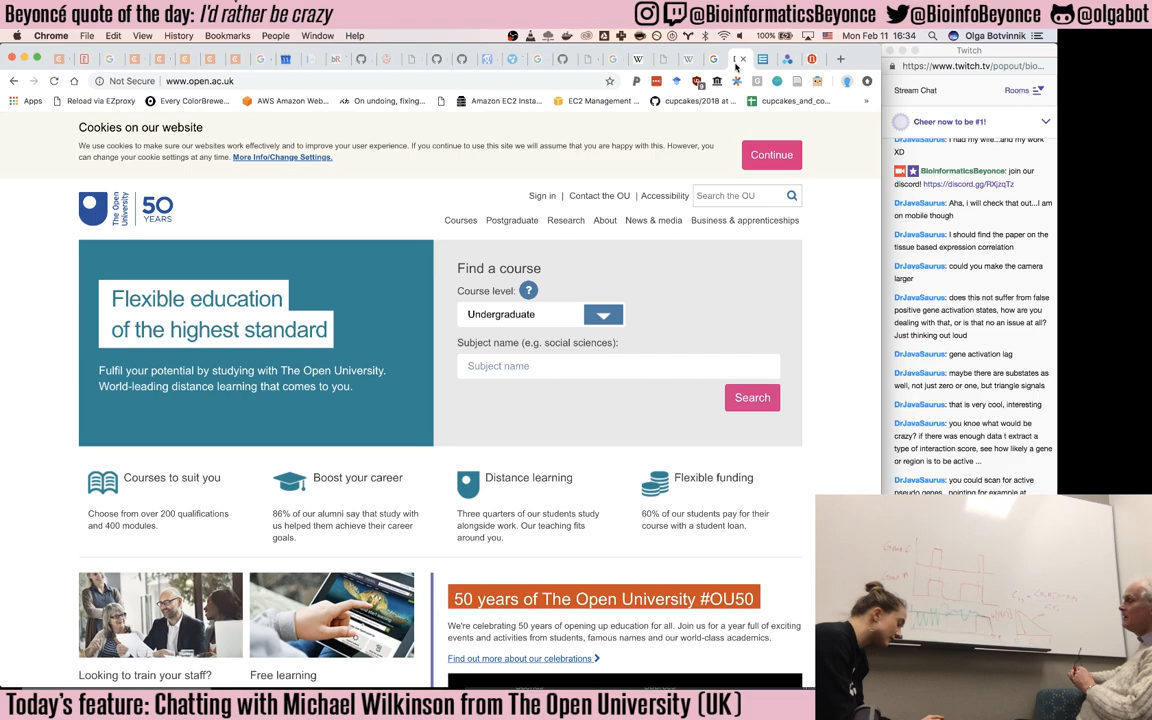 Beyoncé quote of the day: I'd rather be crazy
@BioinformaticsBeyonce @BioinfoBeyonce @olgabot
Chrome File Edit View History Bookmarks People Window Help
100% Mon Feb 11 16:34 Olga Botvinnik
Twitch
Not Secure | www.open.ac.uk
https://www.twitch.tv/popout/bio...
Apps Reload via EZproxy Every ColorBrewe... AWS Amazon Web... On undoing, fixing... Amazon EC2 Insta... EC2 Management ... cupcakes/2018 at ... cupcakes_and_co...
Stream Chat Rooms
Cheer now to be #1!
Cookies on our website
We use cookies to make sure our websites work effectively and to improve your user experience. If you continue to use this site we will assume that you are happy with this. However, you
can change your cookie settings at any time. More Info/Change Settings.
Continue
The Open
University
50
YEARS
Sign in | Contact the OU | Accessibility
Search the OU
Courses Postgraduate Research About News & media Business & apprenticeships
Flexible education
of the highest standard
Fulfil your potential by studying with The Open University.
World-leading distance learning that comes to you.
Find a course
Course level: ?
Undergraduate
Subject name (e.g. social sciences):
Subject name
Search
Courses to suit you
Choose from over 200 qualifications
and 400 modules.
Boost your career
86% of our alumni say that study with
us helped them achieve their career
goals.
Distance learning
Three quarters of our students study
alongside work. Our teaching fits
around you.
Flexible funding
60% of our students pay for their
course with a student loan.
Looking to train your staff?
Free learning
50 years of The Open University #OU50
We're celebrating 50 years of opening up education for all. Join us for a year full of exciting
events and activities from students, famous names and our world-class academics.
Find out more about our celebrations
DrJavaSaurus: I had my wife...and my work
XD
BioinformaticsBeyonce: join our
discord! https://discord.gg/RXjzqTz
DrJavaSaurus: Aha, i will check that out...I am
on mobile though
DrJavaSaurus: I should find the paper on the
tissue based expression correlation
DrJavaSaurus: could you make the camera
larger
DrJavaSaurus: does this not suffer from false
positive gene activation states, how are you
dealing with that, or is that no an issue at all?
Just thinking out loud
DrJavaSaurus: gene activation lag
DrJavaSaurus: maybe there are substates as
well, not just zero or one, but triangle signals
DrJavaSaurus: that is very cool, interesting
DrJavaSaurus: you knoe what would be
crazy? if there was enough data t extract a
type of interaction score, see how likely a gene
or region is to be active ...
DrJavaSaurus: you could scan for active
pseudo genes...pointing for example at
Today's feature: Chatting with Michael Wilkinson from The Open University (UK)